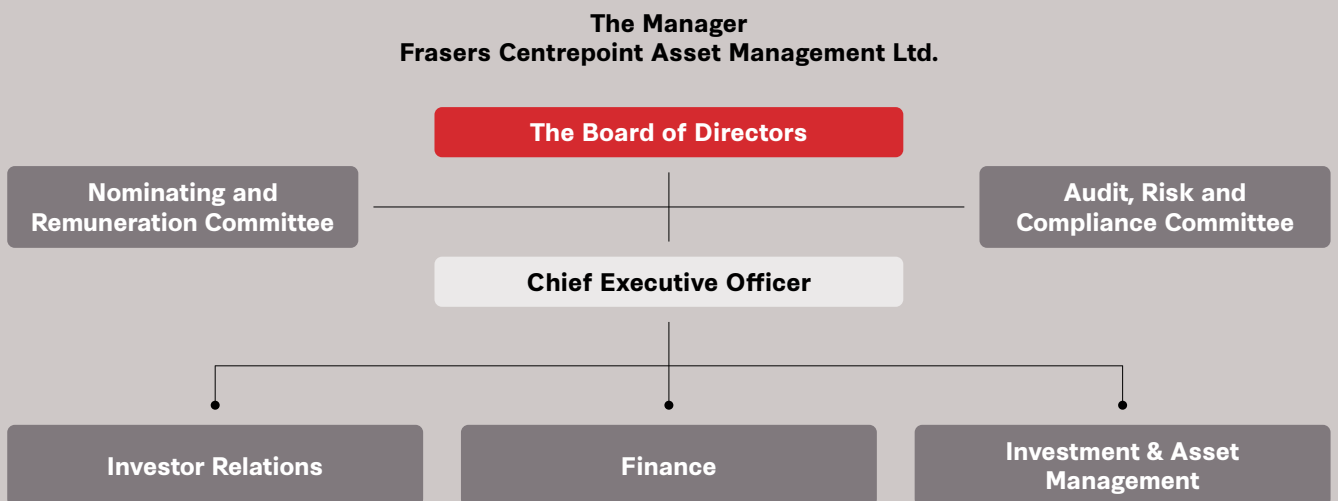 The Manager
Frasers Centrepoint Asset Management Ltd.
The Board of Directors
Nominating and
Remuneration Committee
Audit, Risk and
Compliance Committee
Chief Executive Officer
Investor Relations
Finance
Investment & Asset
Management